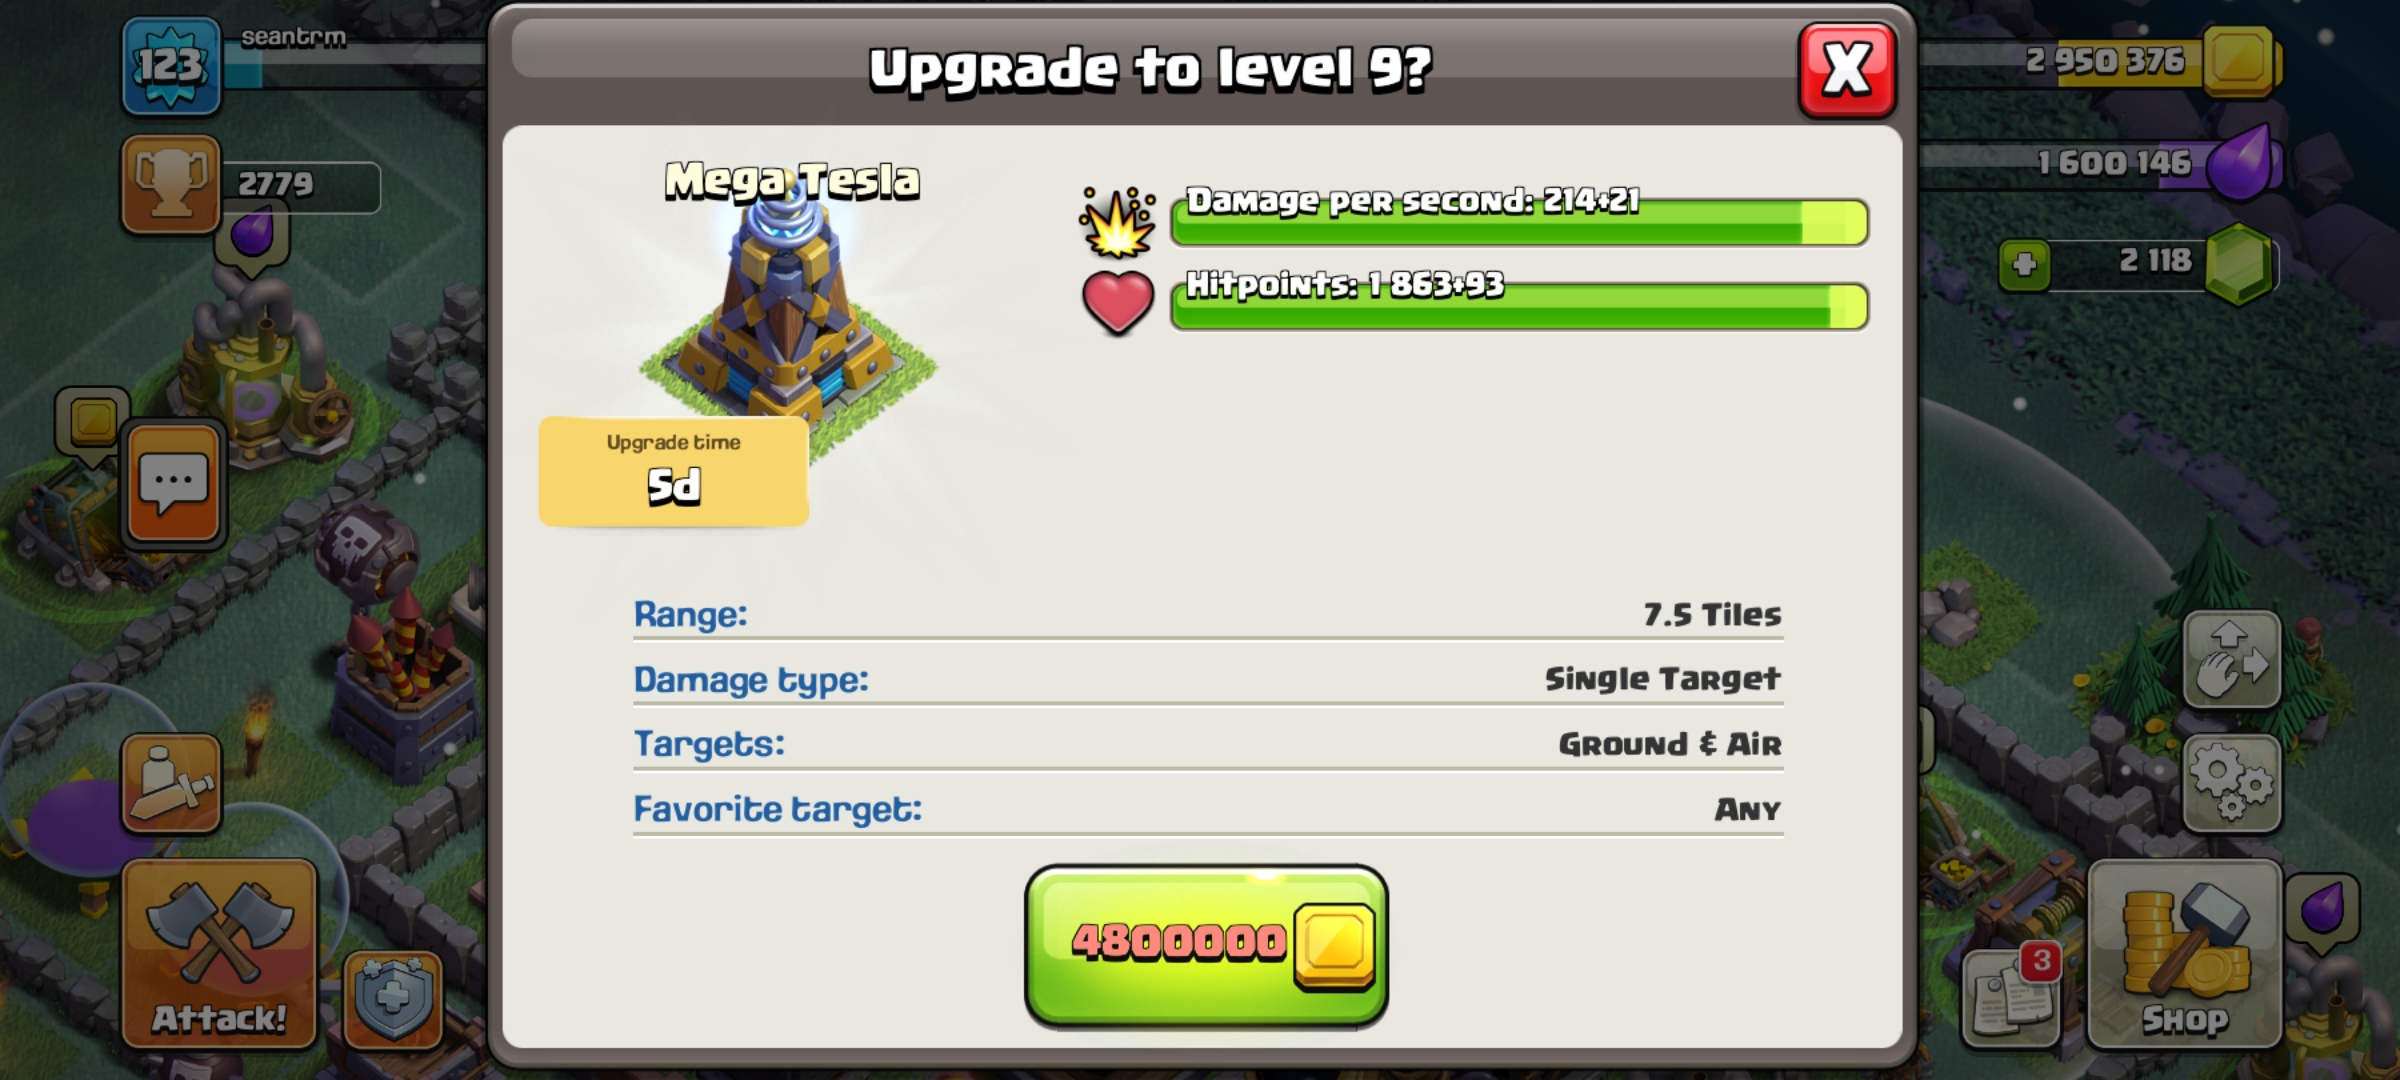 123
seantrm
Upgrade to level 9?
X
2 950 376
2779
Mega Tesla
Damage per second: 214+21
1 600 146
Hitpoints: 1 863+93
2 118
Upgrade time
5d
Range:
7.5 Tiles
Damage type:
Single Target
Targets:
Ground & Air
Favorite target:
Any
4800000
Attack!
3
Shop